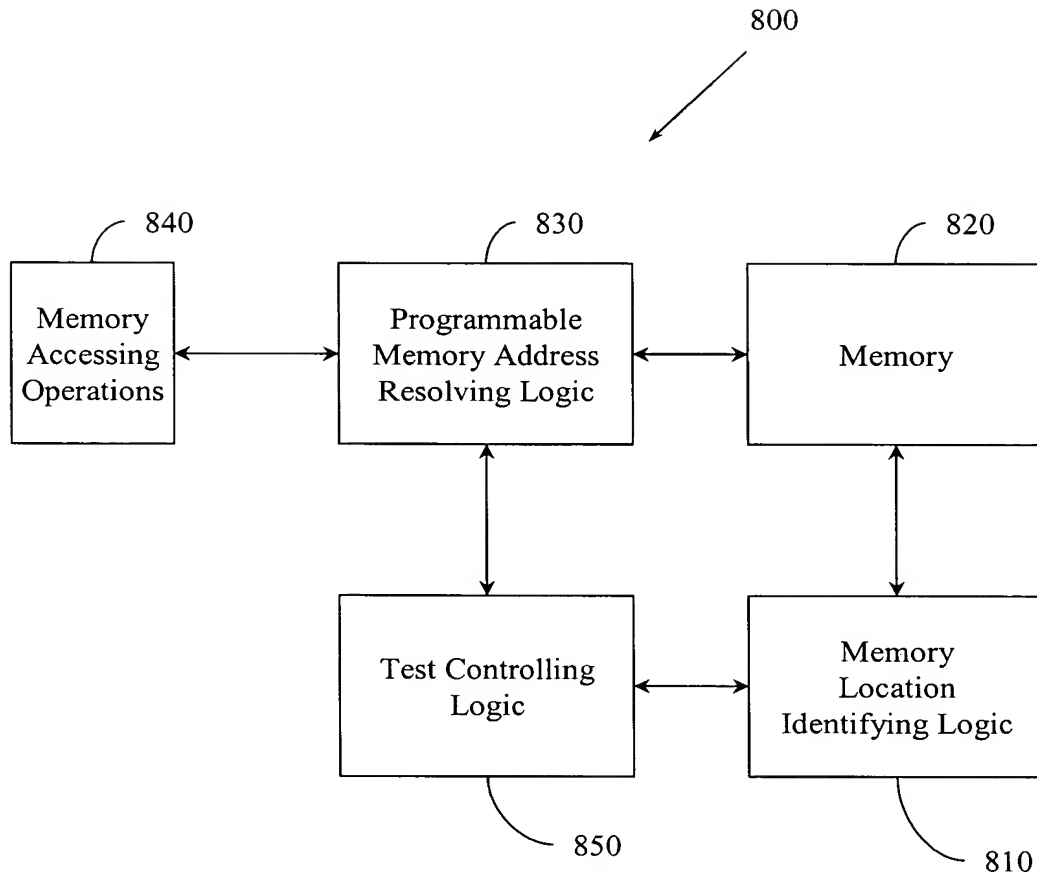 800
840
830
820
Memory
Accessing
Operations
Programmable
Memory Address
Resolving Logic
Memory
Test Controlling
Logic
Memory
Location
Identifying Logic
850
810